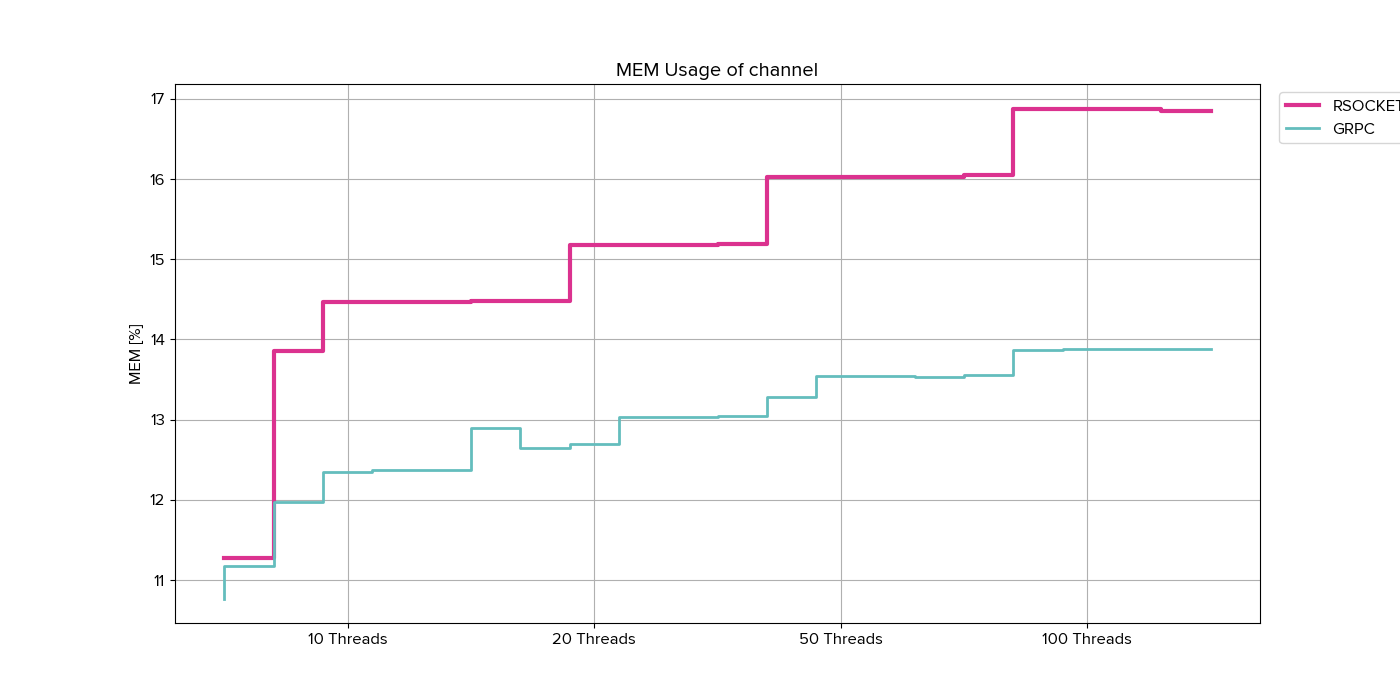 MEM Usage of channel
RSOCKET
GRPC
MEM [%]
17
16
15
14
13
12
11
10 Threads
20 Threads
50 Threads
100 Threads